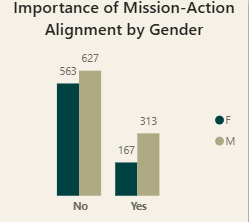 Importance of Mission-Action
Alignment by Gender
627
563
313
167
F
M
No Yes